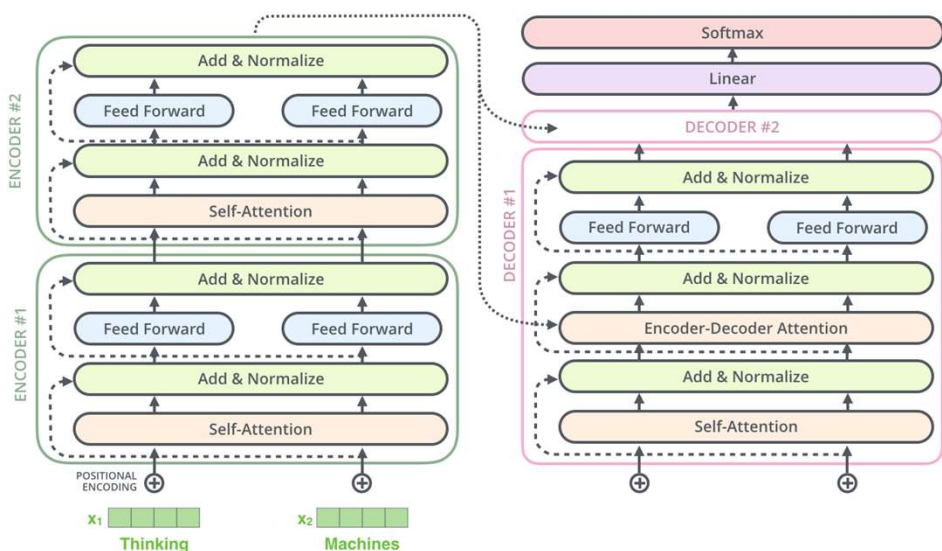 ENCODER #2
Add & Normalize
Feed Forward
Feed Forward
Add & Normalize
Self-Attention
ENCODER #1
Add & Normalize
Feed Forward
Feed Forward
Add & Normalize
Self-Attention
POSITIONAL
ENCODING
x1
Thinking
x2
Machines
Softmax
Linear
DECODER #2
DECODER #1
Add & Normalize
Feed Forward
Feed Forward
Add & Normalize
Encoder-Decoder Attention
Add & Normalize
Self-Attention